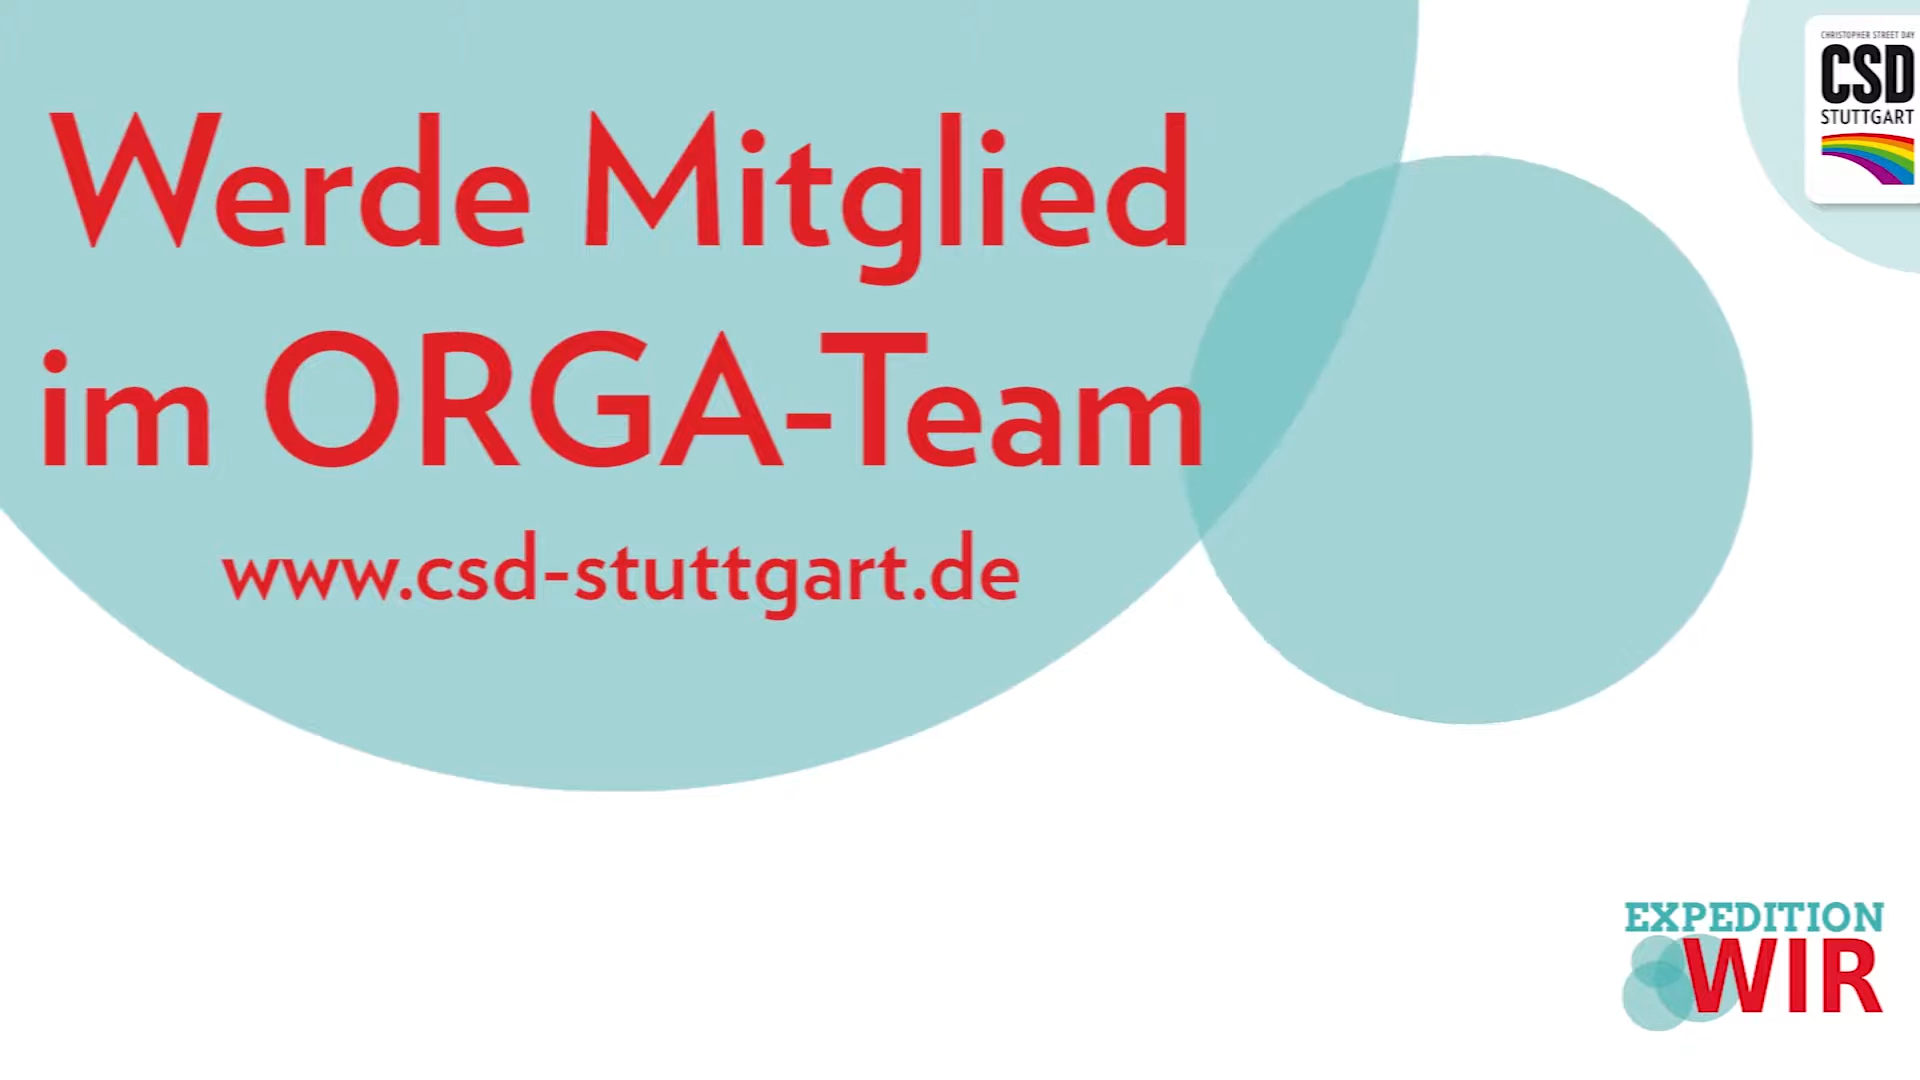 Werde Mitglied
im ORGA-Team
www.csd-stuttgart.de
CHRISTOPHER STREET DAY
CSD
STUTTGART
EXPEDITION
WIR